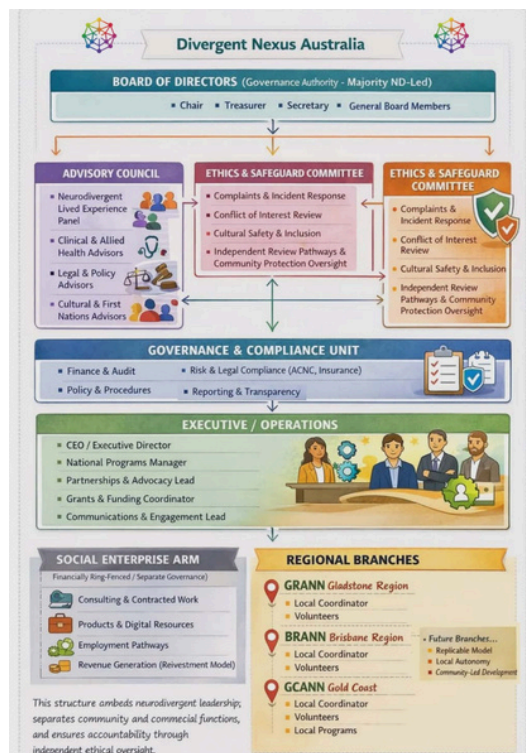 Divergent Nexus Australia
BOARD OF DIRECTORS (Governance Authority - Majority ND-Led)
▪ Chair ▪ Treasurer ▪ Secretary ▪ General Board Members
ADVISORY COUNCIL
▪ Neurodivergent
Lived Experience
Panel
▪ Clinical & Allied
Health Advisors
▪ Legal & Policy
Advisors
▪ Cultural & First
Nations Advisors
ETHICS & SAFEGUARD COMMITTEE
▪ Complaints & Incident Response
▪ Conflict of Interest Review
▪ Cultural Safety & Inclusion
▪ Independent Review Pathways &
Community Protection Oversight
ETHICS & SAFEGUARD
COMMITTEE
▪ Complaints &
Incident Response
▪ Conflict of Interest
Review
▪ Cultural Safety & Inclusion
▪ Independent Review
Pathways & Community
Protection Oversight
GOVERNANCE & COMPLIANCE UNIT
▪ Finance & Audit
▪ Risk & Legal Compliance (ACNC, Insurance)
▪ Policy & Procedures
▪ Reporting & Transparency
EXECUTIVE / OPERATIONS
▪ CEO / Executive Director
▪ National Programs Manager
▪ Partnerships & Advocacy Lead
▪ Grants & Funding Coordinator
▪ Communications & Engagement Lead
SOCIAL ENTERPRISE ARM
Financially Ring-Fenced / Separate Governance)
Consulting & Contracted Work
Products & Digital Resources
Employment Pathways
Revenue Generation (Reivestment Model)
This structure ambeds neurodivergent leadership;
separates community and commecial functions,
and ensures accountability through
independent ethical oversight.
REGIONAL BRANCHES
GRANN Gladstone Region
▪ Local Coordinator
▪ Volunteers
BRANN Brisbane Region
▪ Local Coordinator
▪ Volunteers
GCANN Gold Coast
▪ Local Coordinator
▪ Volunteers
▪ Local Programs
▪ Future Branches...
▪ Replicable Model
▪ Local Autonomy
▪ Community-Led Development